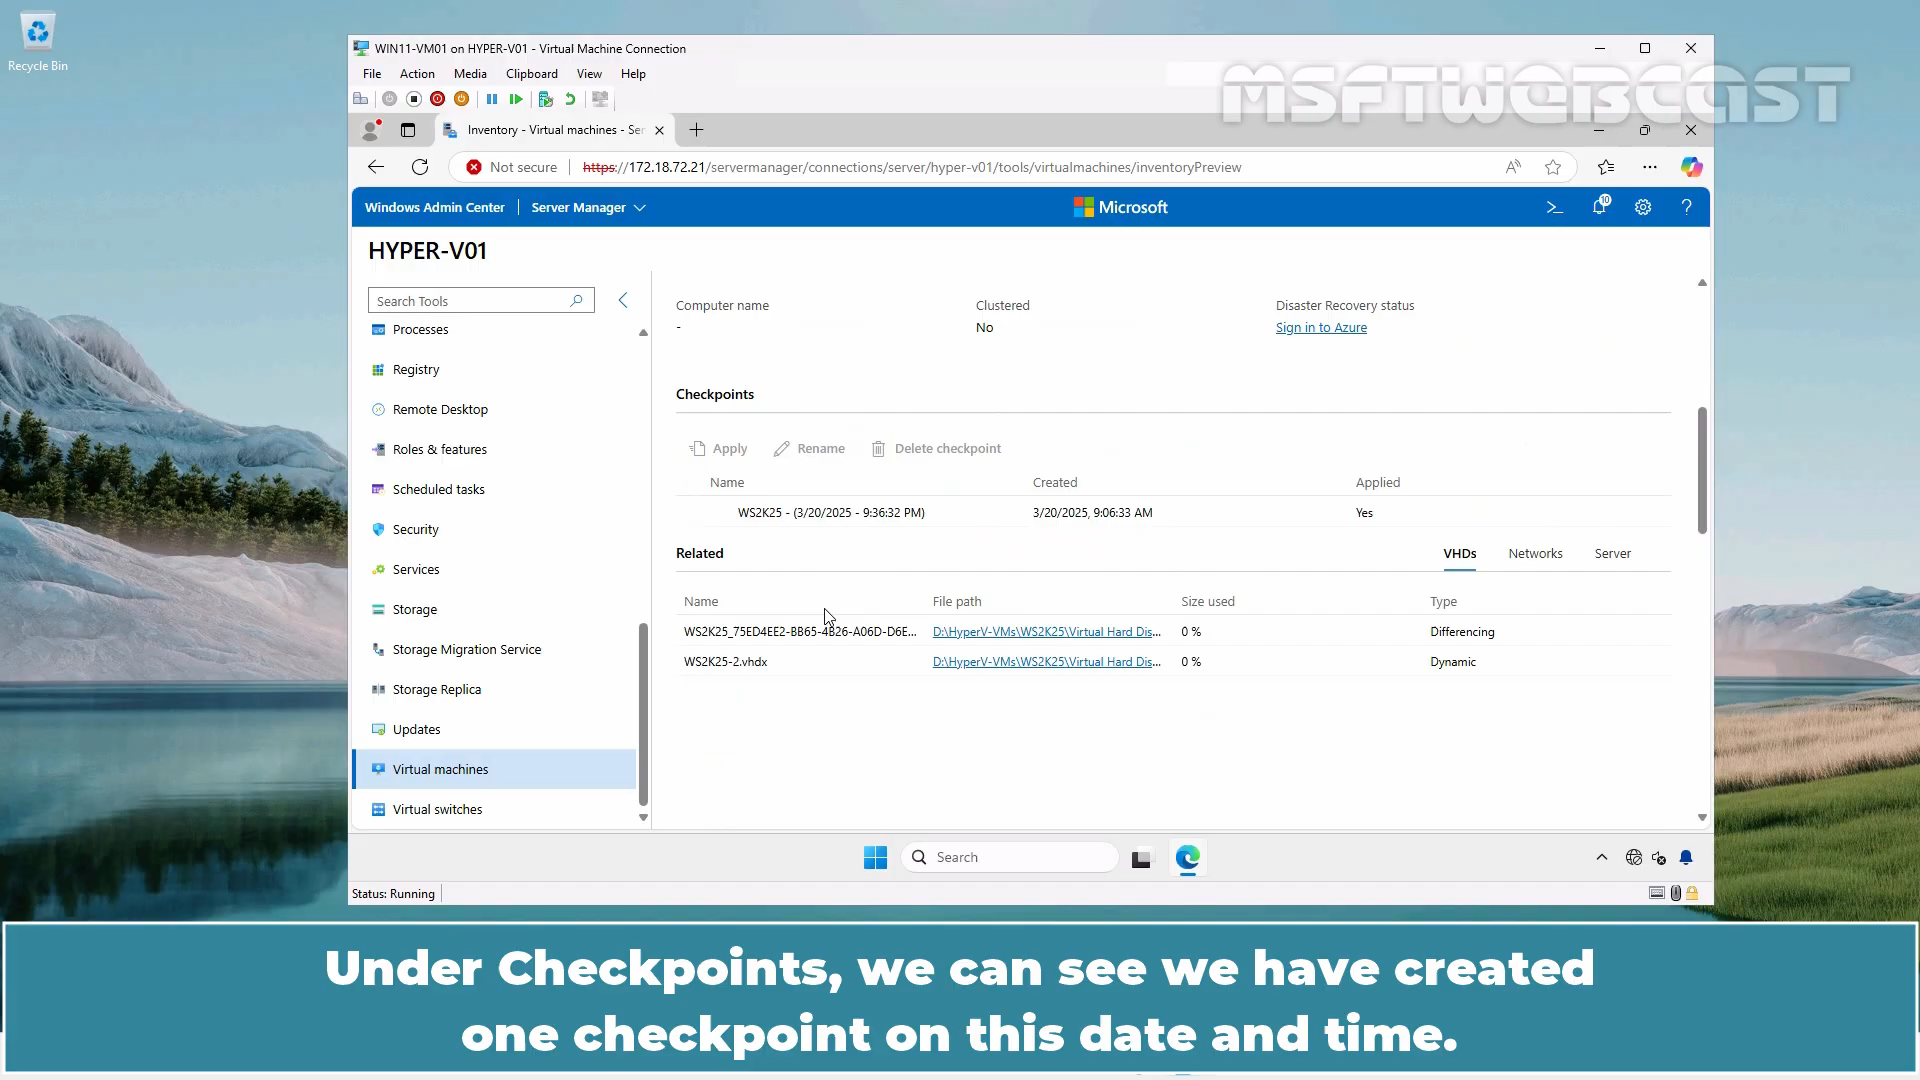 Recycle Bin
WIN11-VM01 on HYPER-V01 - Virtual Machine Connection
File Action Media Clipboard View Help
MSFTWEBCAST
Inventory - Virtual machines - Ser
Not secure https://172.18.72.21/servermanager/connections/server/hyper-v01/tools/virtualmachines/inventoryPreview
Windows Admin Center Server Manager Microsoft 10
HYPER-V01
Search Tools
Processes
Registry
Remote Desktop
Roles & features
Scheduled tasks
Security
Services
Storage
Storage Migration Service
Storage Replica
Updates
Virtual machines
Virtual switches
Computer name Clustered Disaster Recovery status
- No Sign in to Azure
Checkpoints
Apply Rename Delete checkpoint
Name Created Applied
WS2K25 - (3/20/2025 - 9:36:32 PM) 3/20/2025, 9:06:33 AM Yes
Related VHDs Networks Server
Name File path Size used Type
WS2K25_75ED4EE2-BB65-4B26-A06D-D6E... D:\HyperV-VMs\WS2K25\Virtual Hard Dis... 0 % Differencing
WS2K25-2.vhdx D:\HyperV-VMs\WS2K25\Virtual Hard Dis... 0 % Dynamic
Search
Status: Running
Under Checkpoints, we can see we have created
one checkpoint on this date and time.